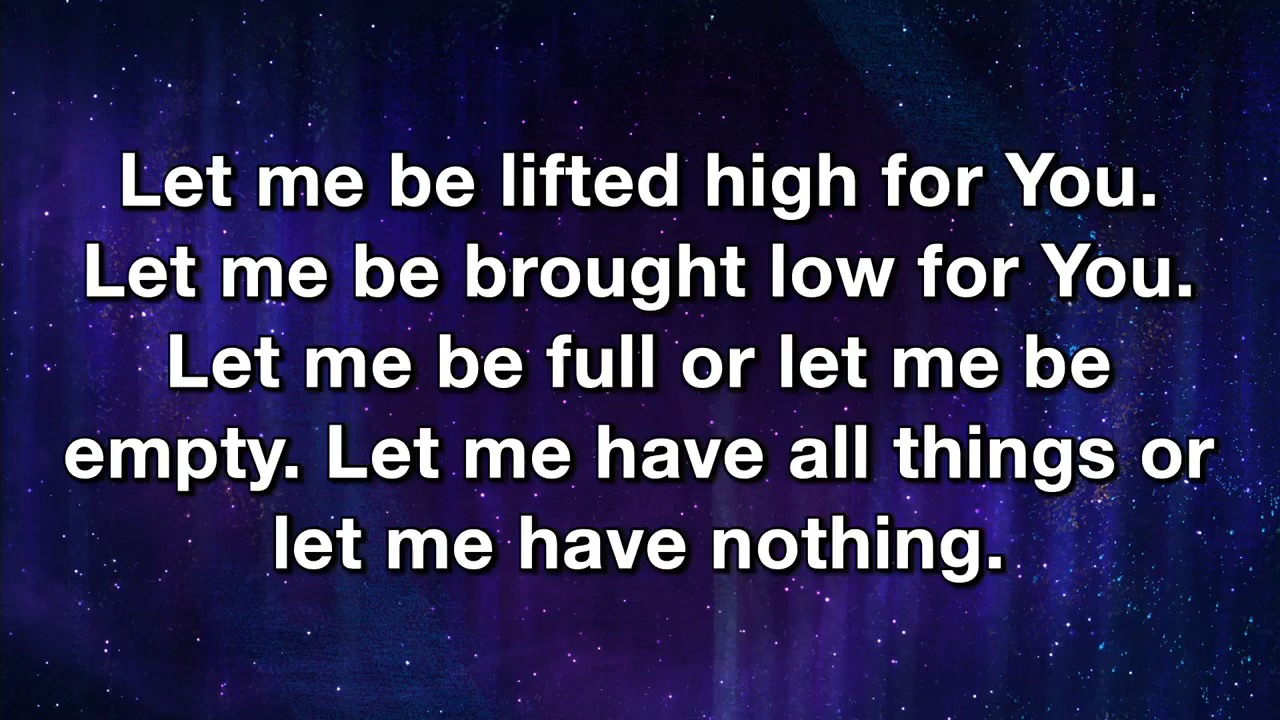 Let me be lifted high for You.
Let me be brought low for You.
Let me be full or let me be
empty. Let me have all things or
let me have nothing.